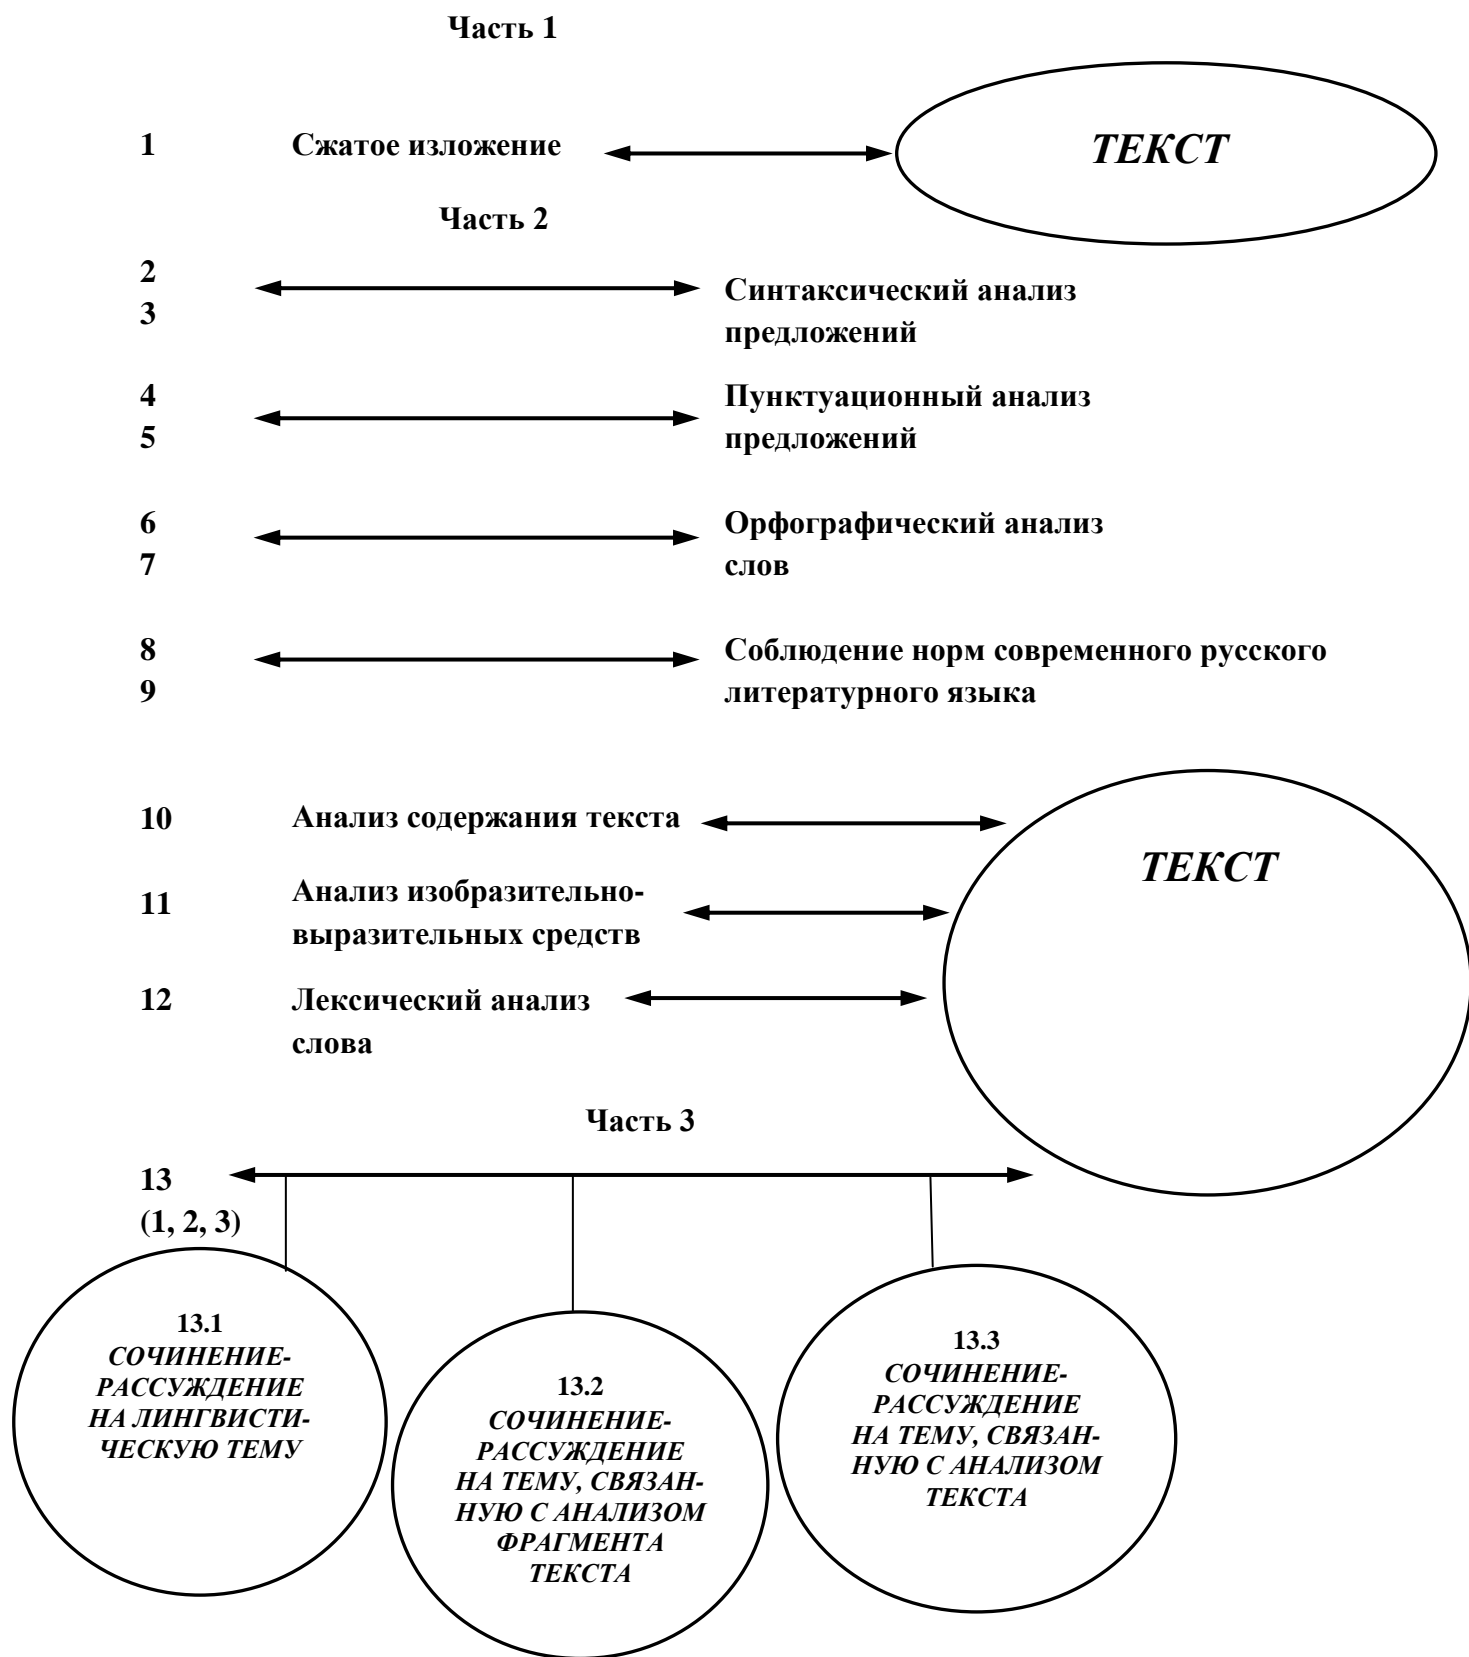 Часть 1
1 Сжатое изложение ТЕКСТ
Часть 2
2
3
Синтаксический анализ
предложений
4
5
Пунктуационный анализ
предложений
6
7
Орфографический анализ
слов
8
9
Соблюдение норм современного русского
литературного языка
10 Анализ содержания текста
ТЕКСТ
11
Анализ изобразительно-
выразительных средств
12 Лексический анализ
слова
Часть 3
13
(1, 2, 3)
13.1
СОЧИНЕНИЕ-
РАССУЖДЕНИЕ
НА ЛИНГВИСТИ-
ЧЕСКУЮ ТЕМУ
13.2
СОЧИНЕНИЕ-
РАССУЖДЕНИЕ
НА ТЕМУ, СВЯЗАН-
НУЮ С АНАЛИЗОМ
ФРАГМЕНТА
ТЕКСТА
13.3
СОЧИНЕНИЕ-
РАССУЖДЕНИЕ
НА ТЕМУ, СВЯЗАН-
НУЮ С АНАЛИЗОМ
ТЕКСТА